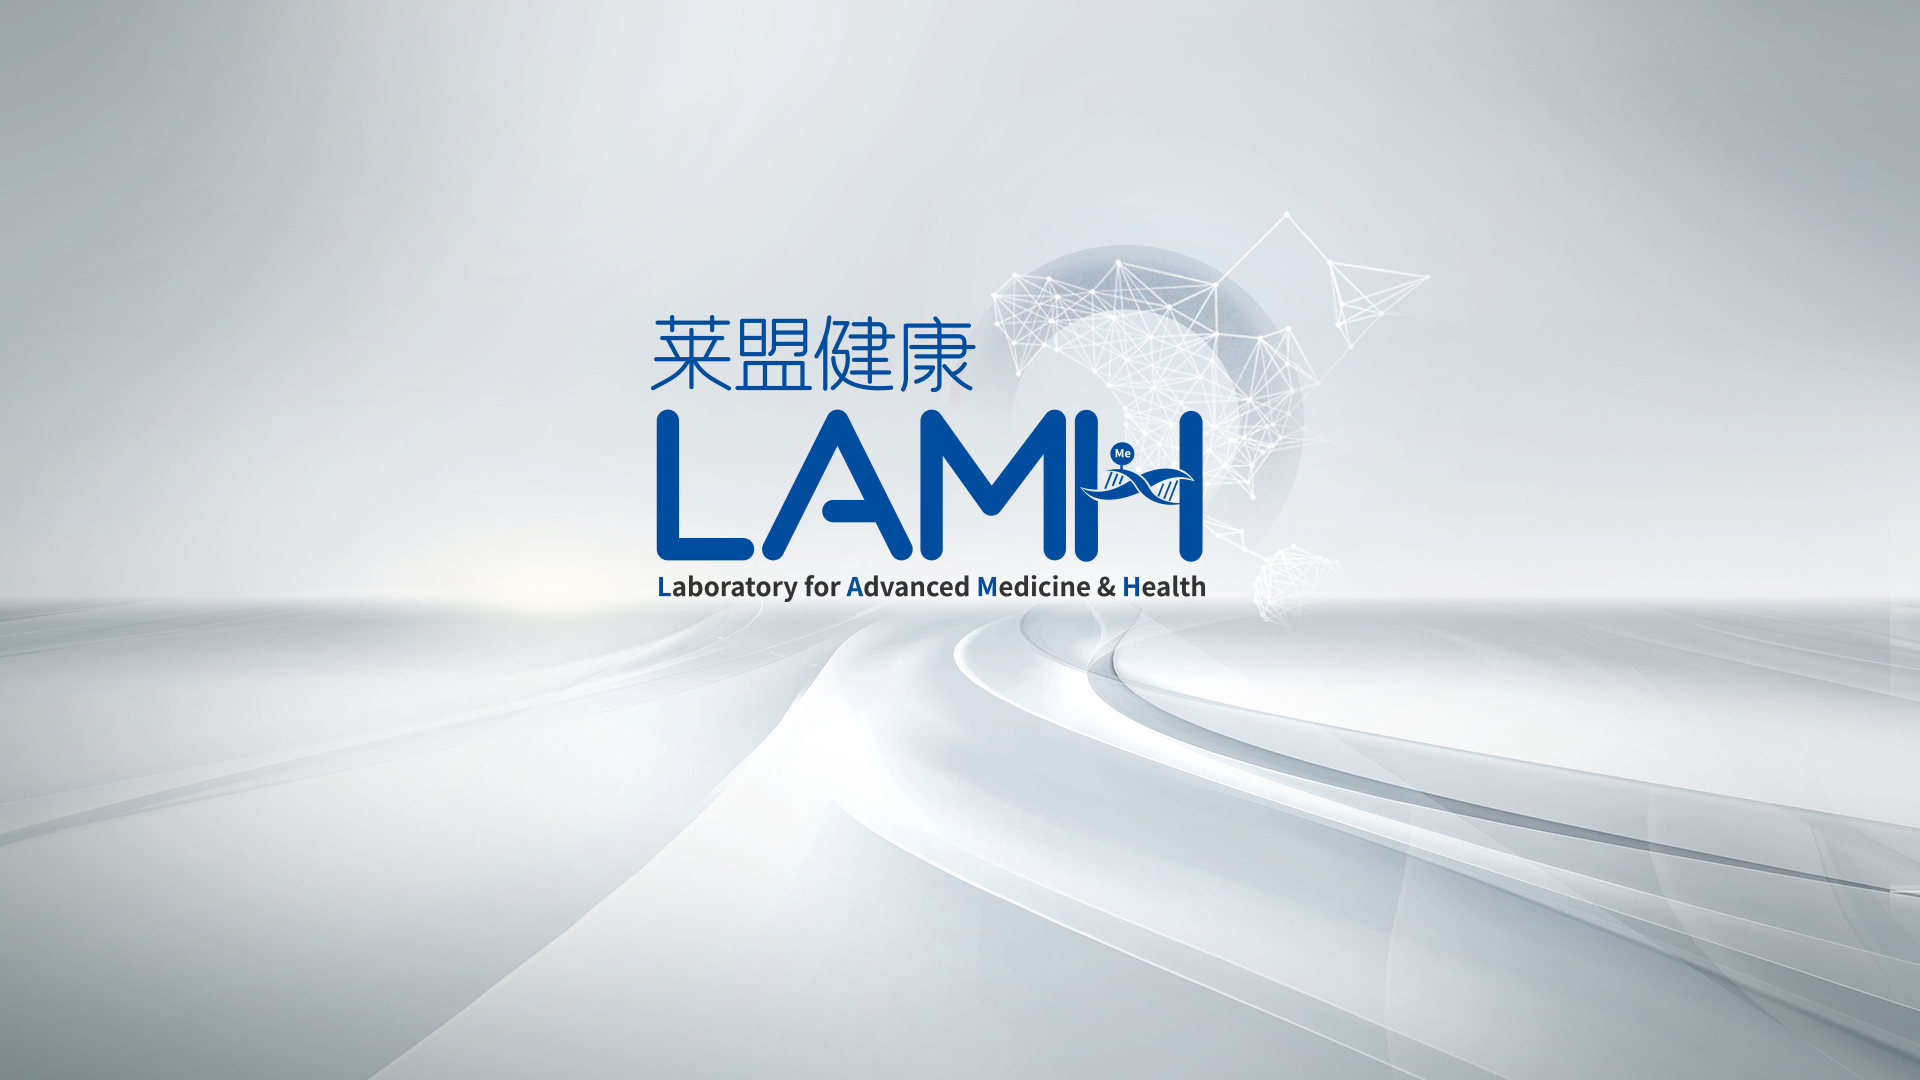 莱盟健康
LAMH
Me
Laboratory for Advanced Medicine & Health